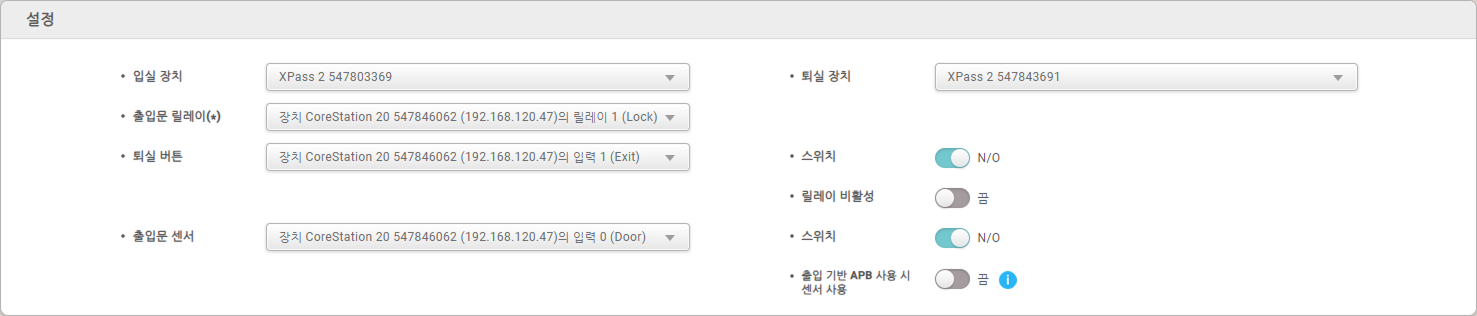 설정
입실 장치
XPass 2 547803369
퇴실 장치
XPass 2 547843691
출입문 릴레이(*)
장치 CoreStation 20 547846062 (192.168.120.47)의 릴레이 1 (Lock)
퇴실 버튼
장치 CoreStation 20 547846062 (192.168.120.47)의 입력 1 (Exit)
스위치
N/O
릴레이 비활성
끔
출입문 센서
장치 CoreStation 20 547846062 (192.168.120.47)의 입력 0 (Door)
스위치
N/O
출입 기반 APB 사용 시
센서 사용
끔
i